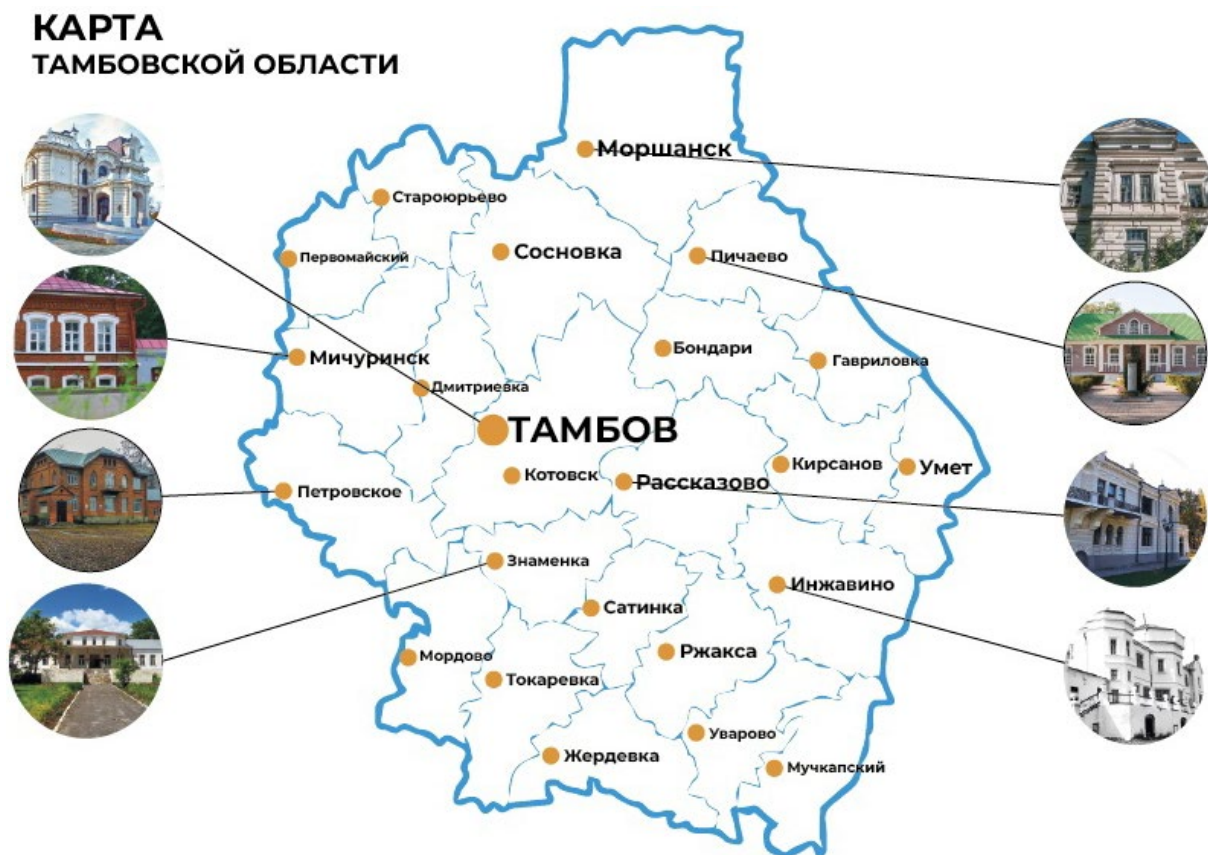 КАРТА
ТАМБОВСКОЙ ОБЛАСТИ
Моршанск
Староюрьево
Сосновка
Пичаево
Первомайский
Бондари
Мичуринск
Гавриловка
Дмитриевка
ТАМБОВ
Кирсанов
Умет
Котовск
Рассказово
Петровское
Знаменка
Инжавино
Сатинка
Ржакса
Мордово
Токаревка
Уварово
Жердевка
Мучкапский